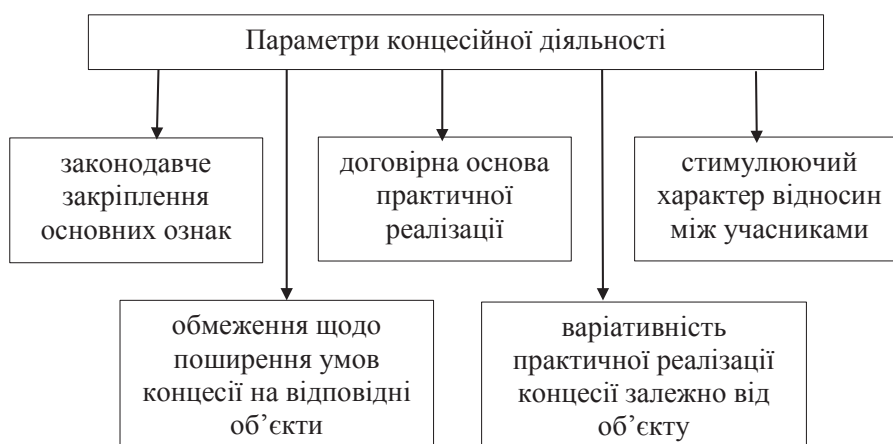 Параметри концесійної діяльності
законодавче
закріплення
основних ознак
договірна основа
практичної
реалізації
стимулюючий
характер відносин
між учасниками
обмеження щодо
поширення умов
концесії на відповідні
об’єкти
варіативність
практичної реалізації
концесії залежно від
об’єкту